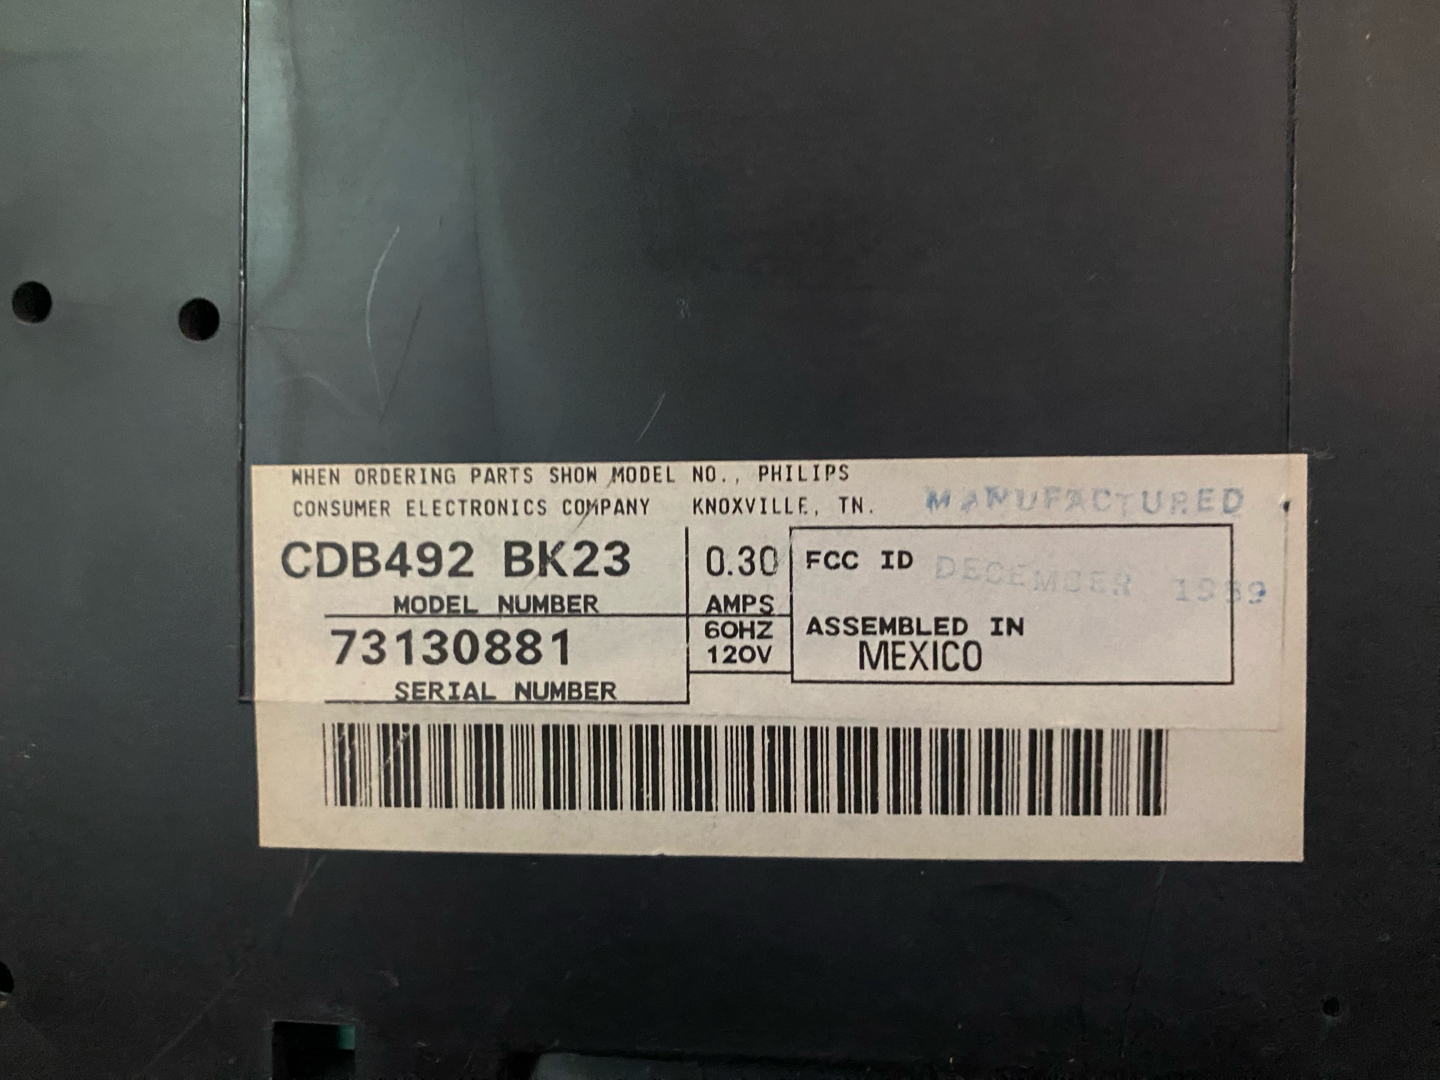 WHEN ORDERING PARTS SHOW MODEL NO., PHILIPS
CONSUMER ELECTRONICS COMPANY KNOXVILLE, TN.
MANUFACTURED
CDB492 BK23
MODEL NUMBER
0.30
AMPS
60HZ
120V
FCC ID
DECEMBER 1989
73130881
SERIAL NUMBER
ASSEMBLED IN
MEXICO